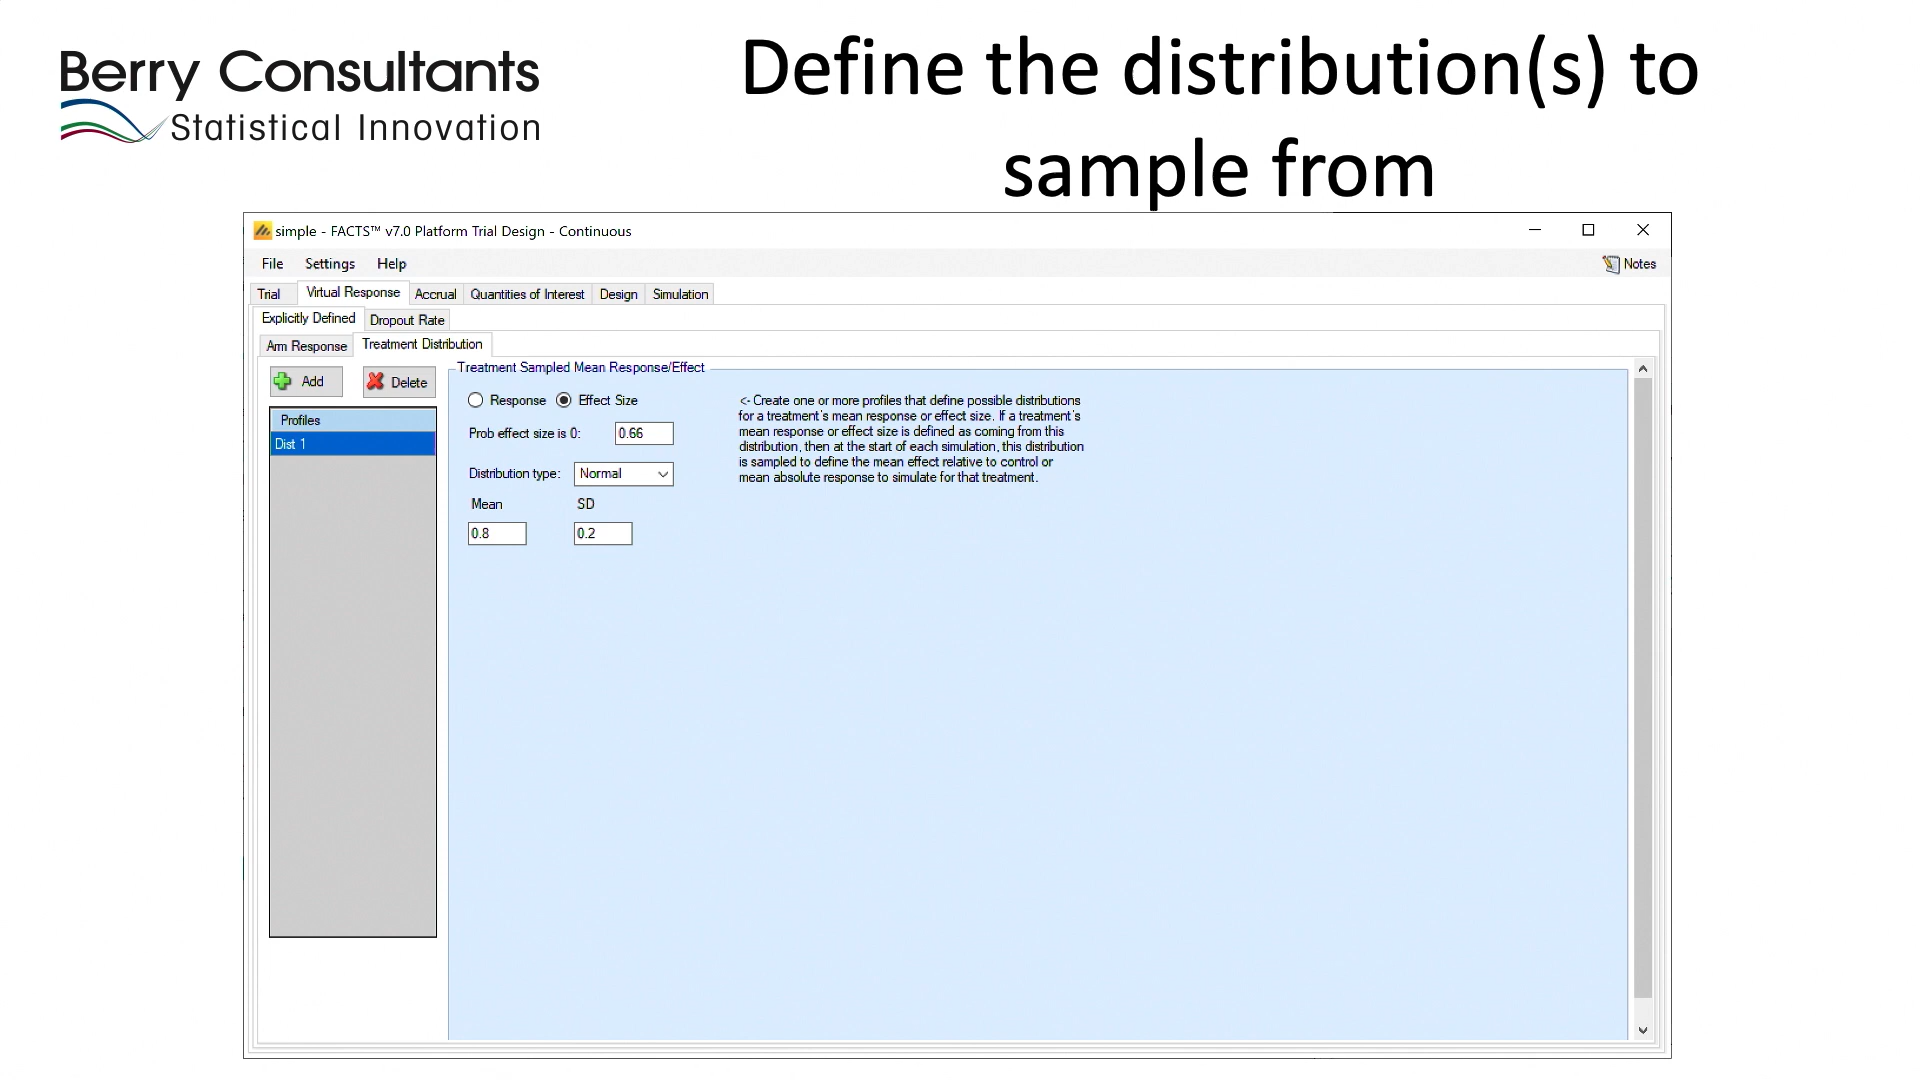 Berry Consultants
Statistical Innovation
Define the distribution(s) to
sample from
simple - FACTS™ v7.0 Platform Trial Design - Continuous
File Settings Help
Notes
Trial Virtual Response Accrual Quantities of Interest Design Simulation
Explicitly Defined Dropout Rate
Arm Response Treatment Distribution
Add Delete
Profiles
Dist 1
Treatment Sampled Mean Response/Effect
Response Effect Size
Prob effect size is 0: 0.66
Distribution type: Normal
Mean SD
0.8 0.2
<- Create one or more profiles that define possible distributions
for a treatment's mean response or effect size. If a treatment's
mean response or effect size is defined as coming from this
distribution, then at the start of each simulation, this distribution
is sampled to define the mean effect relative to control or
mean absolute response to simulate for that treatment.